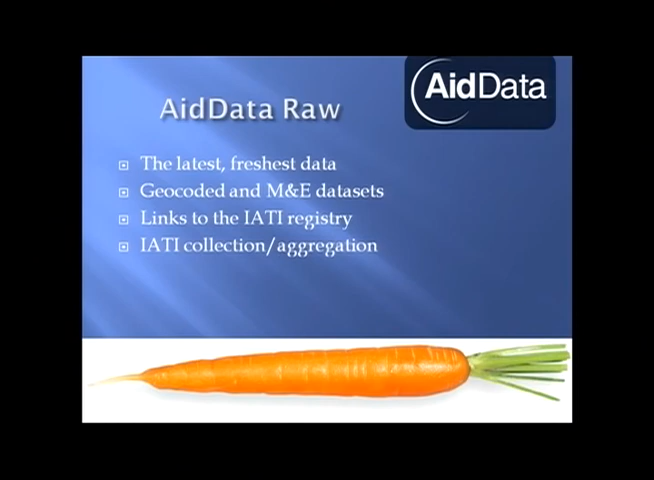 AidData
AidData Raw
The latest, freshest data
Geocoded and M&E datasets
Links to the IATI registry
IATI collection/aggregation